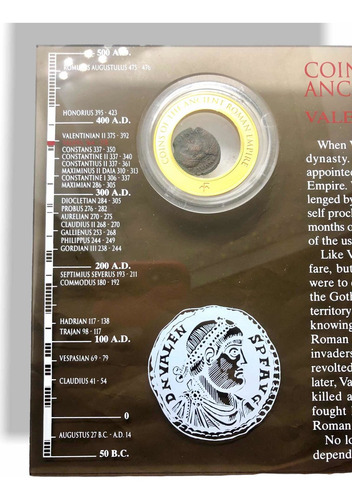 500 A.D.
ROMULUS AUGUSTULUS 475 - 476
HONORIUS 395 - 423
400 A.D.
VALENTINIAN II 375 - 392
CONSTANS 337 - 350
CONSTANTINE II 337 - 340
CONSTANTIUS II 337 - 361
MAXIMINUS II DAIA 310 - 313
CONSTANTINE I 306 - 337
MAXIMIAN 286 - 305
300 A.D.
DIOCLETIAN 284 - 305
PROBUS 276 - 282
AURELIAN 270 - 275
CLAUDIUS II 268 - 270
GALLIENUS 253 - 268
PHILIPPUS 244 - 249
GORDIAN III 238 - 244
200 A.D.
SEPTIMIUS SEVERUS 193 - 211
COMMODUS 180 - 192
HADRIAN 117 - 138
TRAJAN 98 - 117
100 A.D.
VESPASIAN 69 - 79
CLAUDIUS 41 - 54
0
AUGUSTUS 27 B.C. - A.D. 14
50 B.C.
COINS OF THE ANCIENT ROMAN EMPIRE
DN VALENS PF AVG
COIN
ANC
VALE
When V
dynasty.
appointed
Empire.
lenged by
self procl
months o
of the us
Like V
fare, but
were to d
the Goth
territory
knowing
Roman
invaders
revolted
later, Va
killed a
fought
Roman
No lo
depend